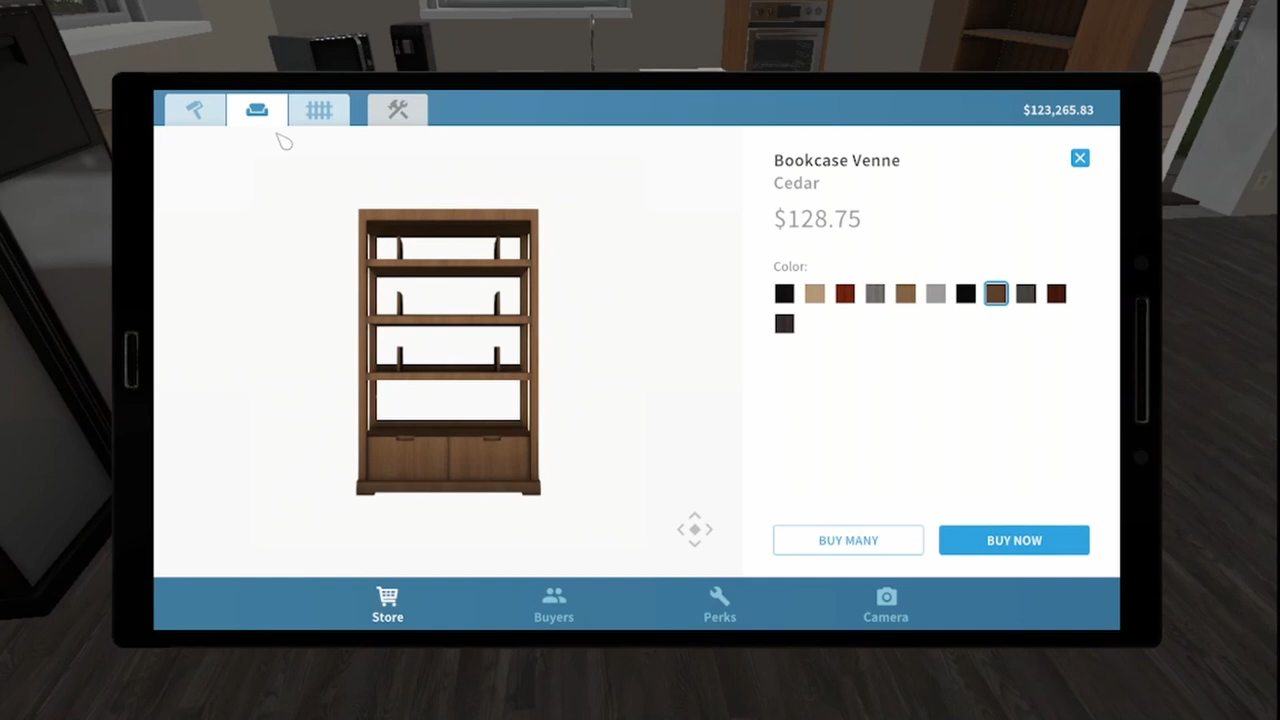 $123,265.83
Bookcase Venne
Cedar
$128.75
Color:
BUY MANY
BUY NOW
Store
Buyers
Perks
Camera